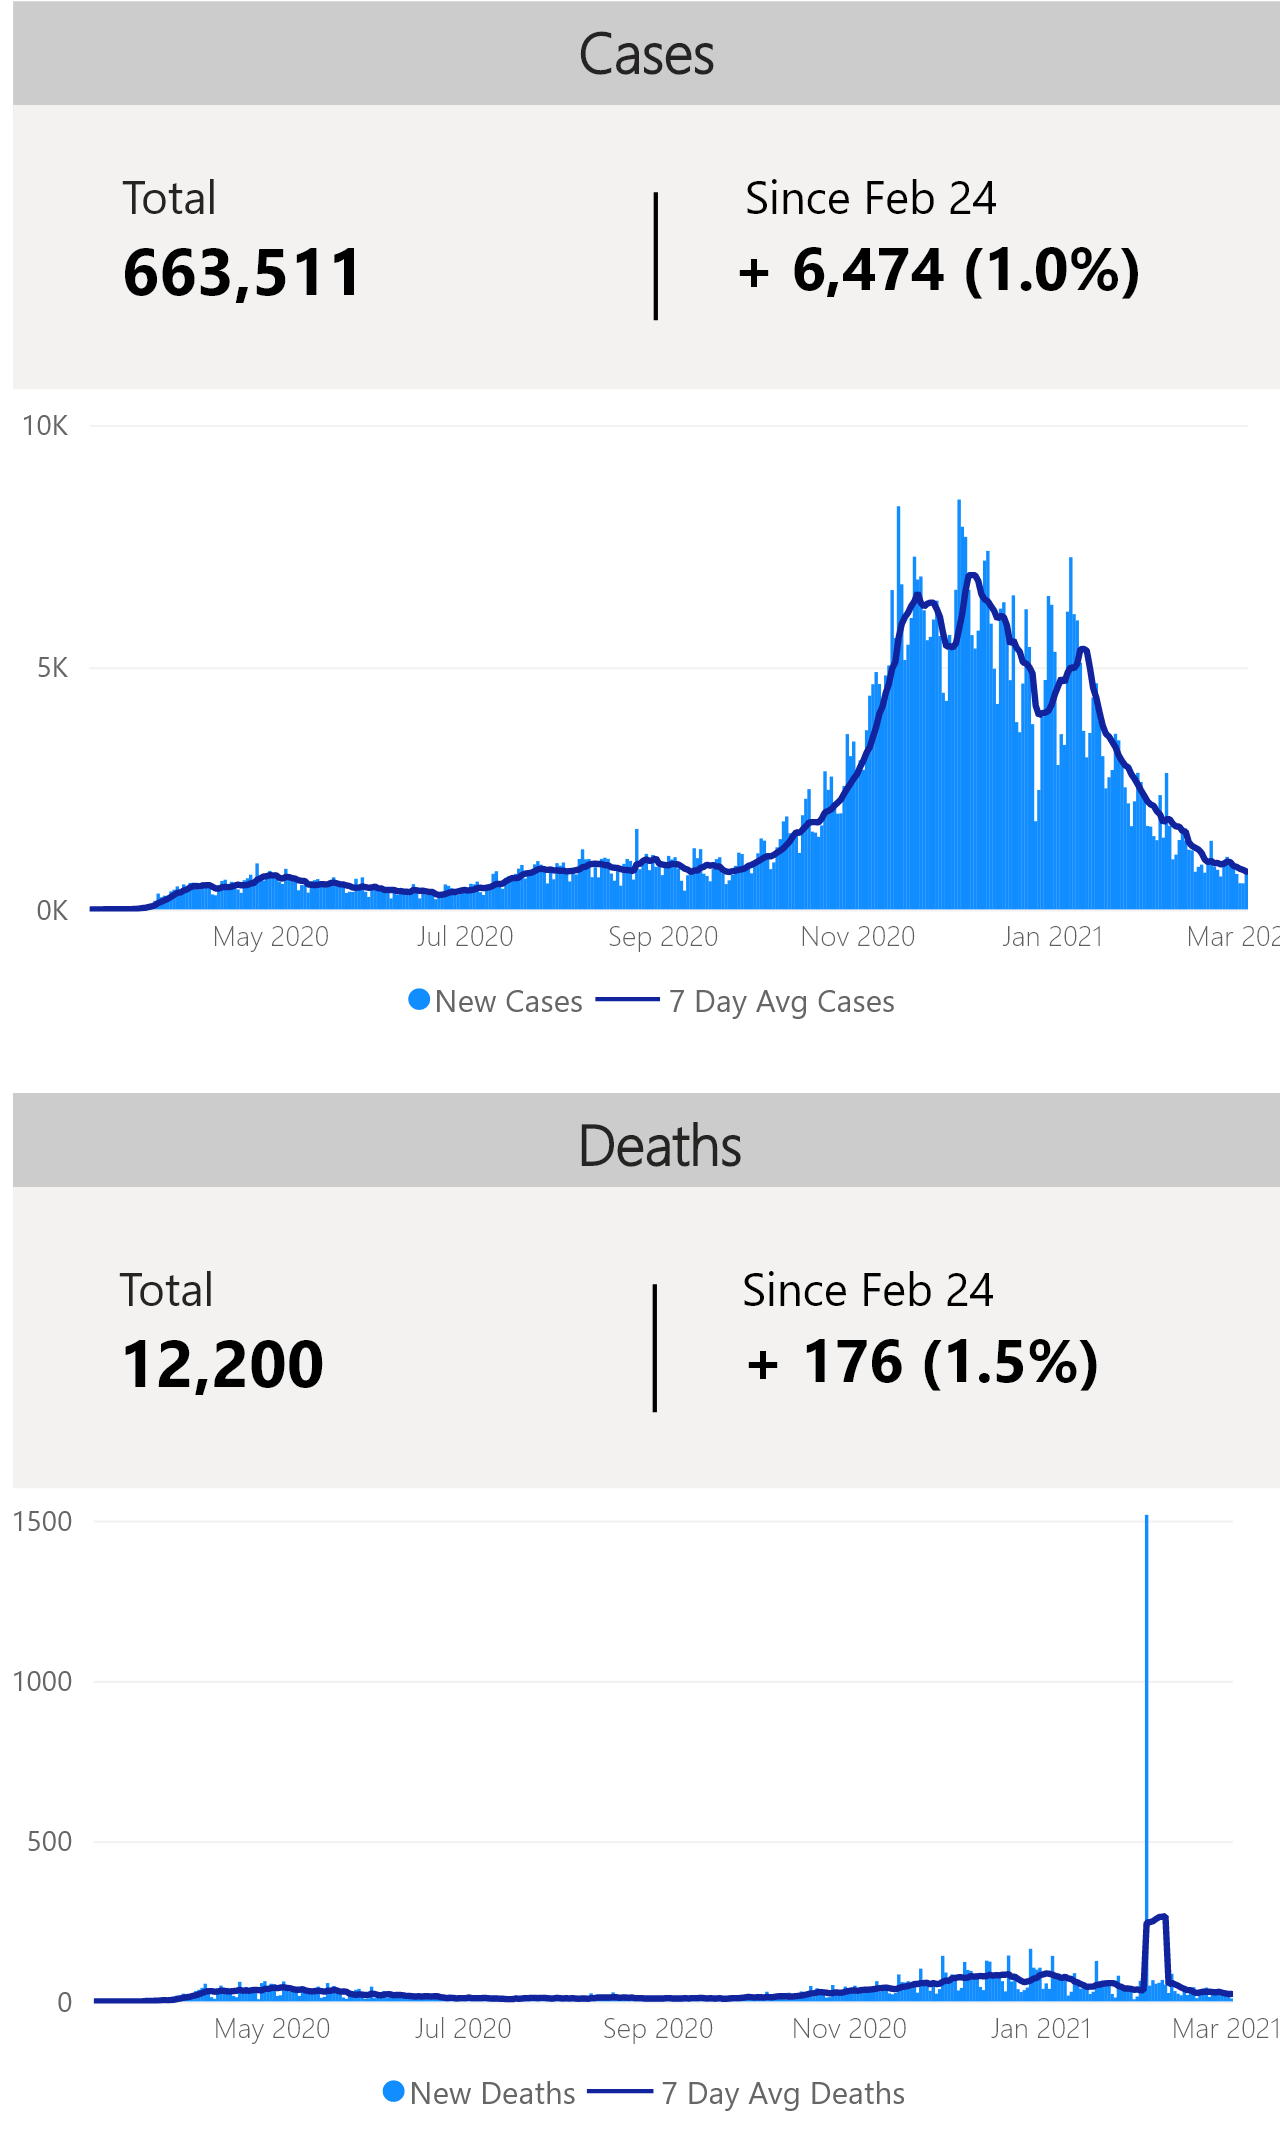 Cases
Total
Since Feb 24
663,511
+ 6,474 (1.0%)
10K
5K
0K
May 2020
Jul 2020
Sep 2020
Nov 2020
Jan 2021
Mar 202
New Cases
7 Day Avg Cases
Deaths
Total
Since Feb 24
12,200
+ 176 (1.5%)
1500
1000
500
0
May 2020
Jul 2020
Sep 2020
Nov 2020
Jan 2021
Mar 2021
New Deaths
7 Day Avg Deaths